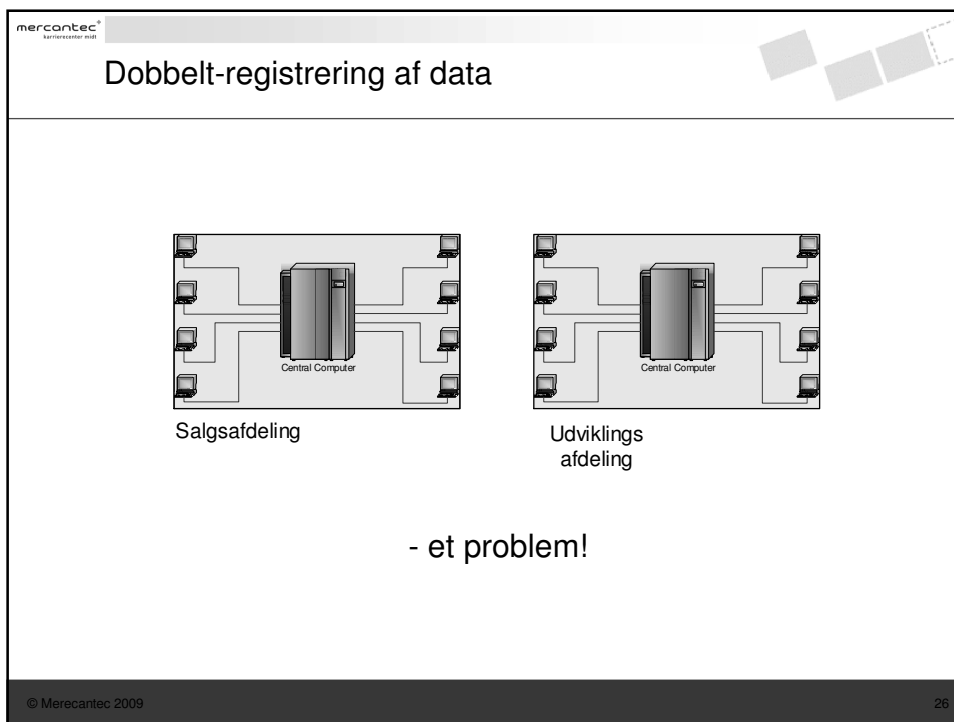 mercantec+
karrierecenter midt
Dobbelt-registrering af data
Central Computer
Central Computer
Salgsafdeling
Udviklings
afdeling
- et problem!
© Merecantec 2009
26